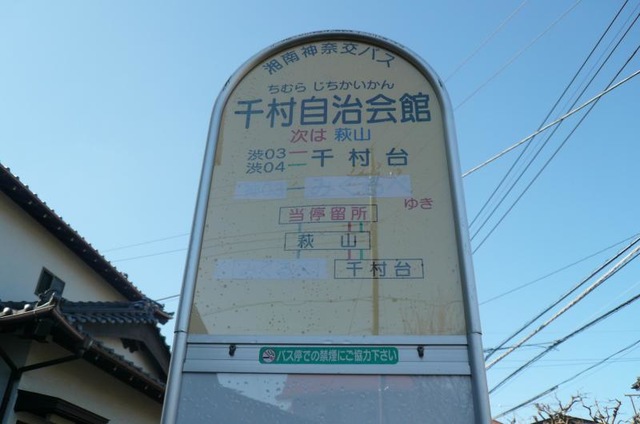 湘南神奈交バス
ちむら じちかいかん
千村自治会館
次は 萩山
渋03
渋04
千村台
ゆき
当停留所
萩山
千村台
バス停での禁煙にご協力下さい